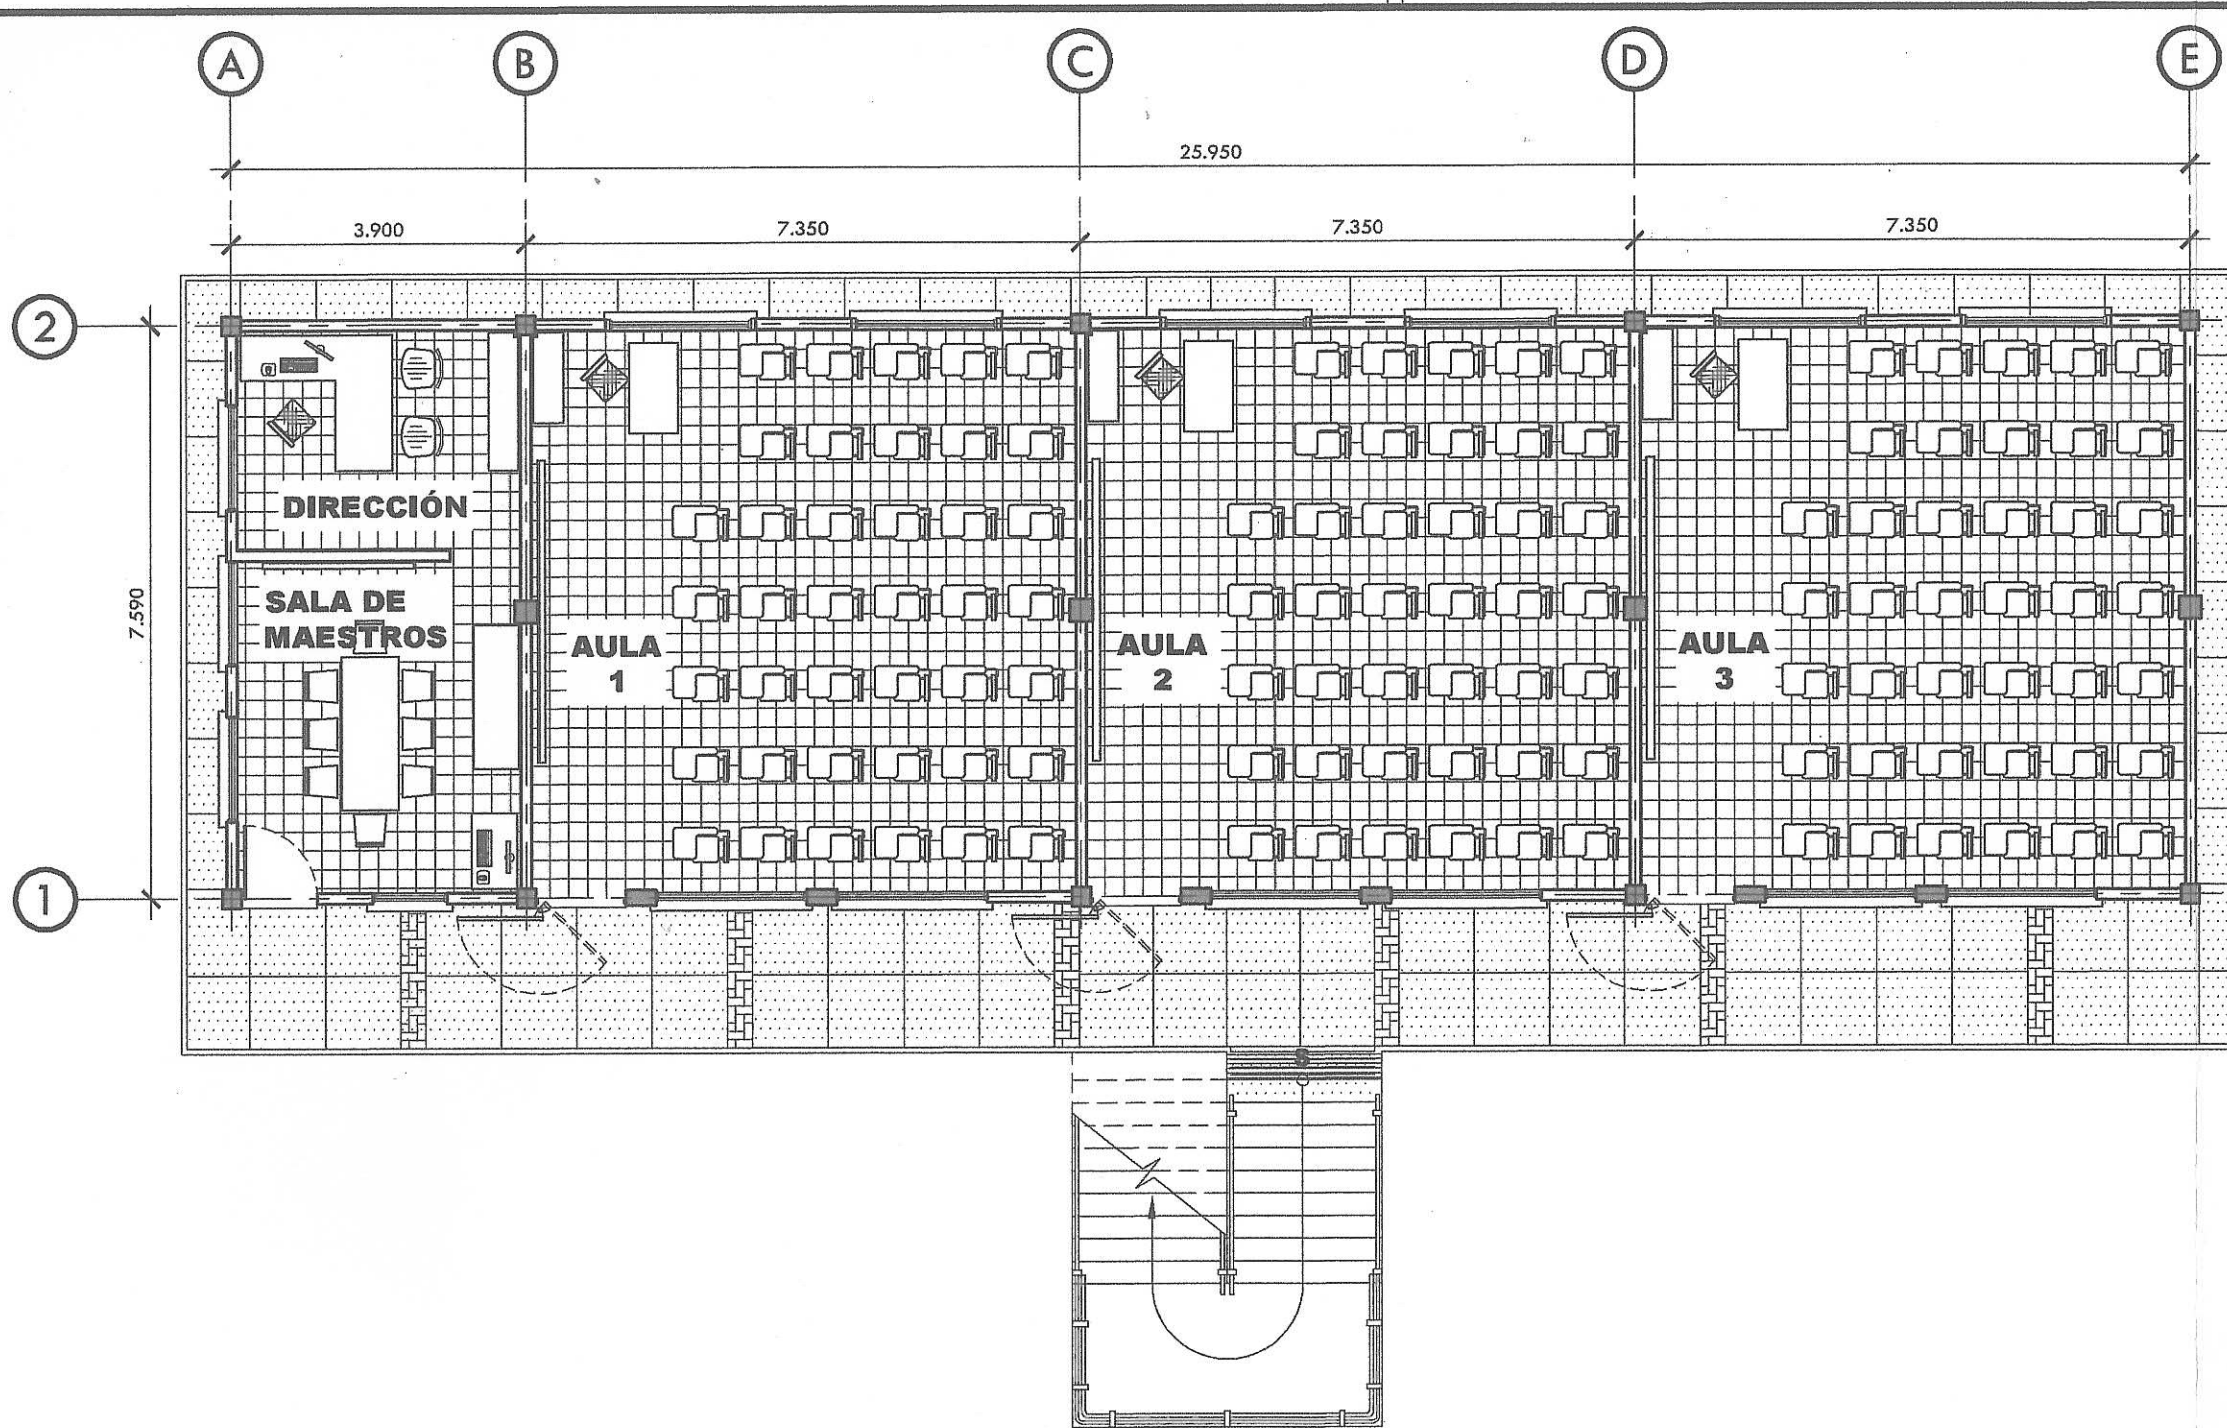 A B C D E
25.950
3.900 7.350 7.350 7.350
2
DIRECCIÓN
SALA DE
MAESTROS
7.590
AULA
1
AULA
2
AULA
3
1
S